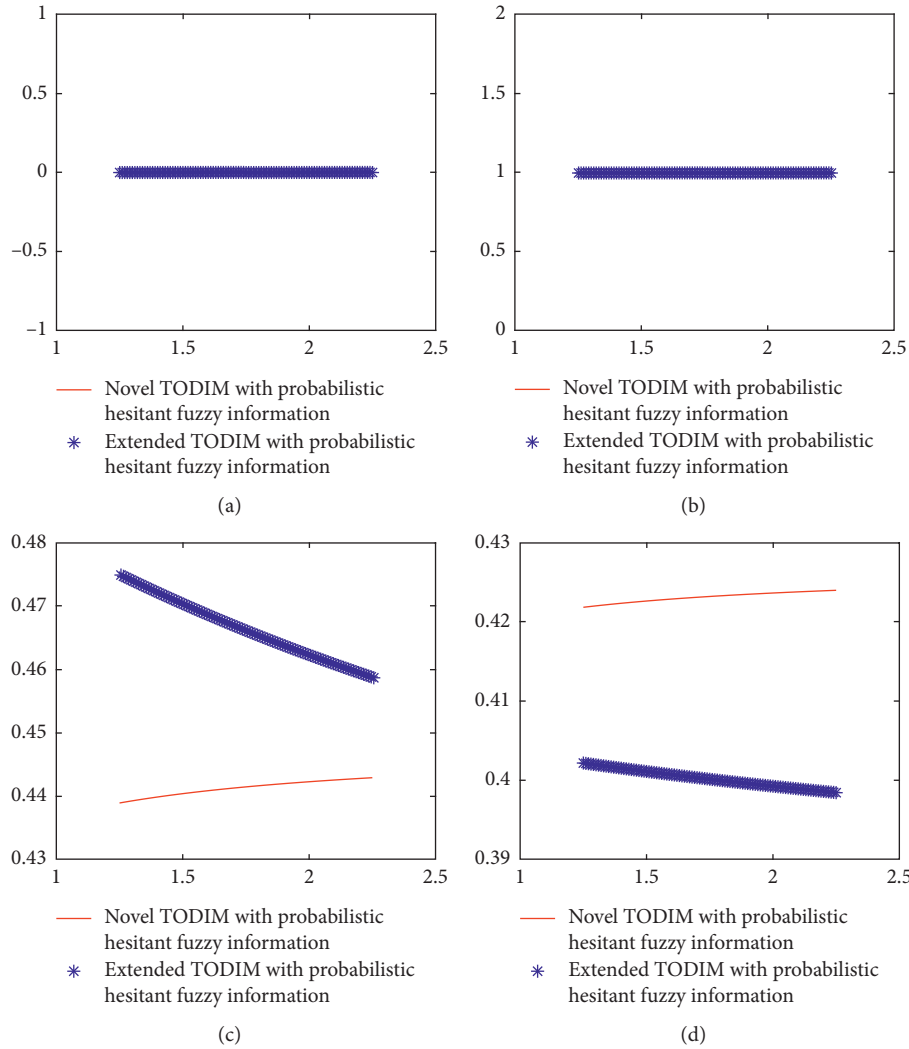 1
0.5
0
−0.5
−1
1
1.5
2
2.5
Novel TODIM with probabilistic
hesitant fuzzy information
Extended TODIM with probabilistic
hesitant fuzzy information
(a)
2
1.5
1
0.5
0
1
1.5
2
2.5
Novel TODIM with probabilistic
hesitant fuzzy information
Extended TODIM with probabilistic
hesitant fuzzy information
(b)
0.48
0.47
0.46
0.45
0.44
0.43
1
1.5
2
2.5
Novel TODIM with probabilistic
hesitant fuzzy information
Extended TODIM with probabilistic
hesitant fuzzy information
(c)
0.43
0.42
0.41
0.4
0.39
1
1.5
2
2.5
Novel TODIM with probabilistic
hesitant fuzzy information
Extended TODIM with probabilistic
hesitant fuzzy information
(d)